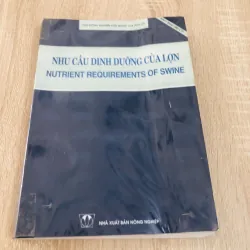 NHU CẦU DINH DƯỠNG CỦA LỢN
NUTRIENT REQUIREMENTS OF SWINE
NHÀ XUẤT BẢN NÔNG NGHIỆP